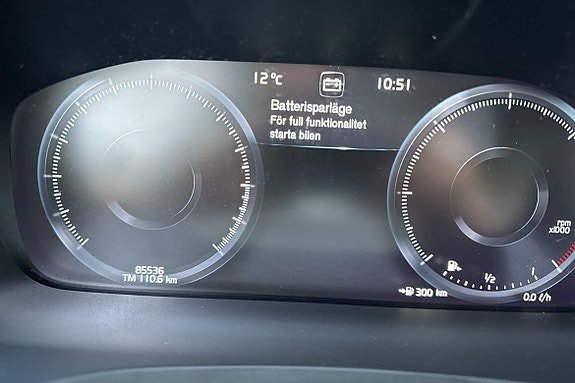 12 °C
10:51
Batterisparläge
För full funktionalitet
starta bilen
rpm
x1000
85536
TM 110.6 km
1/2
300 km
0.0 ℓ/h